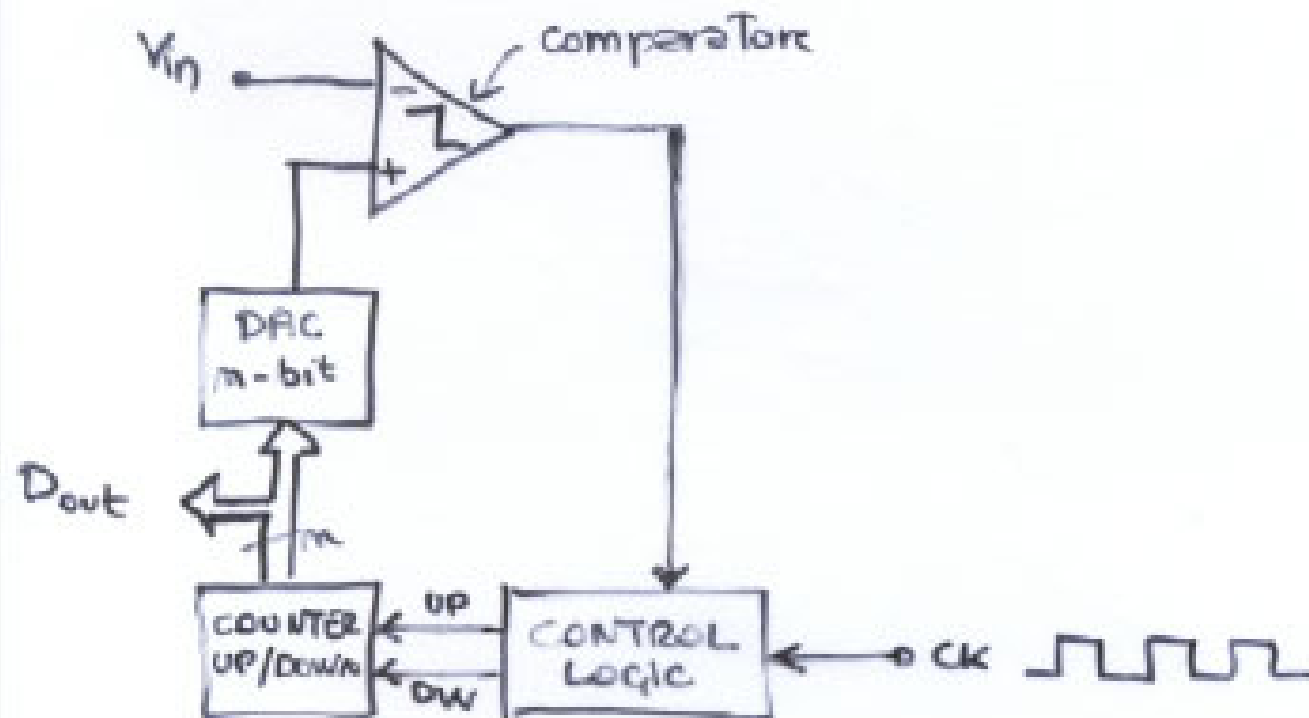 Vin
comparatore
-
+
DAC
n-bit
Dout
n
COUNTER
UP/DOWN
UP
DW
CONTROL
LOGIC
CK